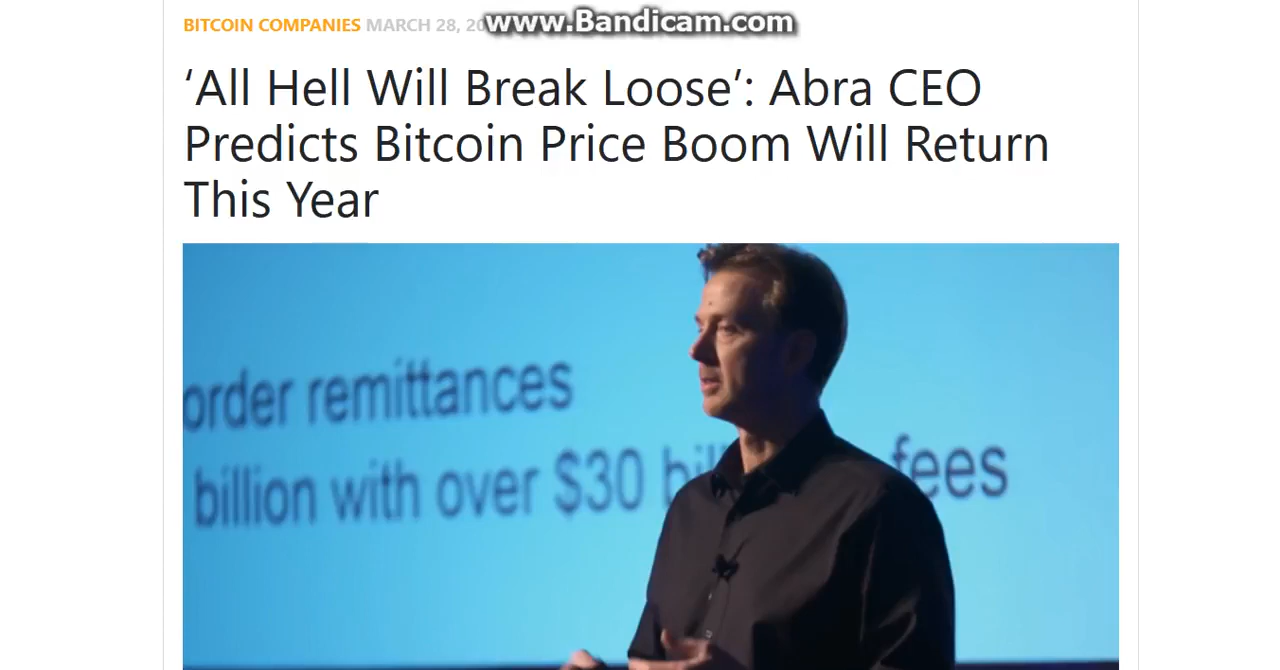 BITCOIN COMPANIES MARCH 28, 20
www.Bandicam.com
‘All Hell Will Break Loose’: Abra CEO
Predicts Bitcoin Price Boom Will Return
This Year
order remittances
billion with over $30 fees